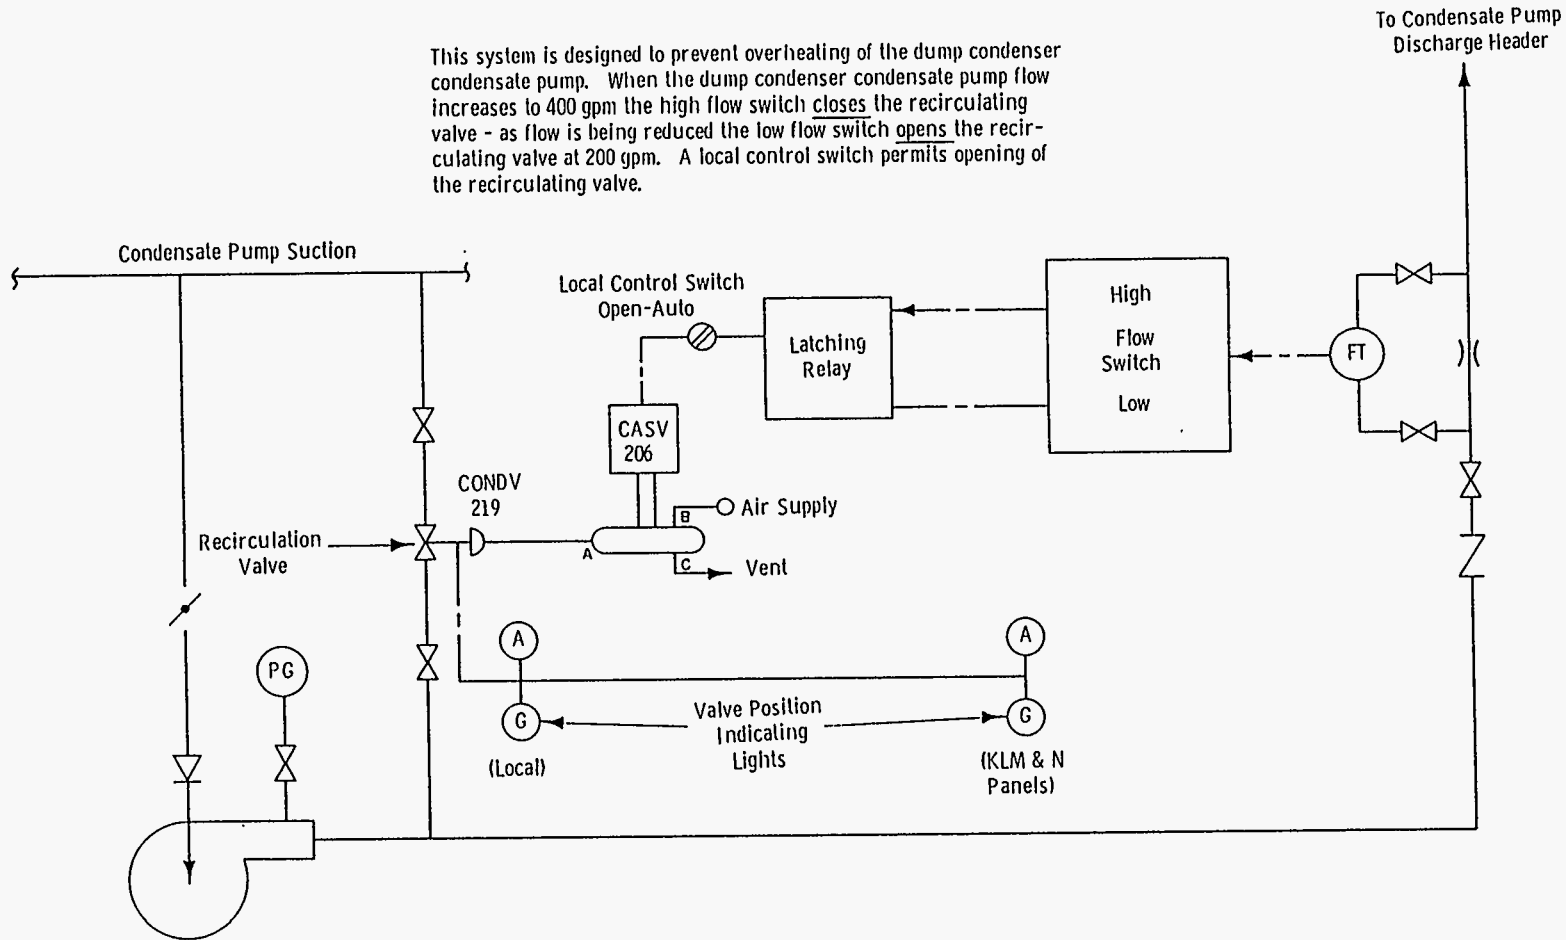 To Condensate Pump
Discharge Header
This system is designed to prevent overheating of the dump condenser
condensate pump. When the dump condenser condensate pump flow
increases to 400 gpm the high flow switch closes the recirculating
valve - as flow is being reduced the low flow switch opens the recir-
culating valve at 200 gpm. A local control switch permits opening of
the recirculating valve.
Condensate Pump Suction
Local Control Switch
Open-Auto
Latching
Relay
High
Flow
Switch
Low
FT
CASV
206
CONDV
219
B
Air Supply
Recirculation
Valve
A
C
Vent
A
A
PG
G
G
Valve Position
Indicating
Lights
(Local)
(KLM & N
Panels)